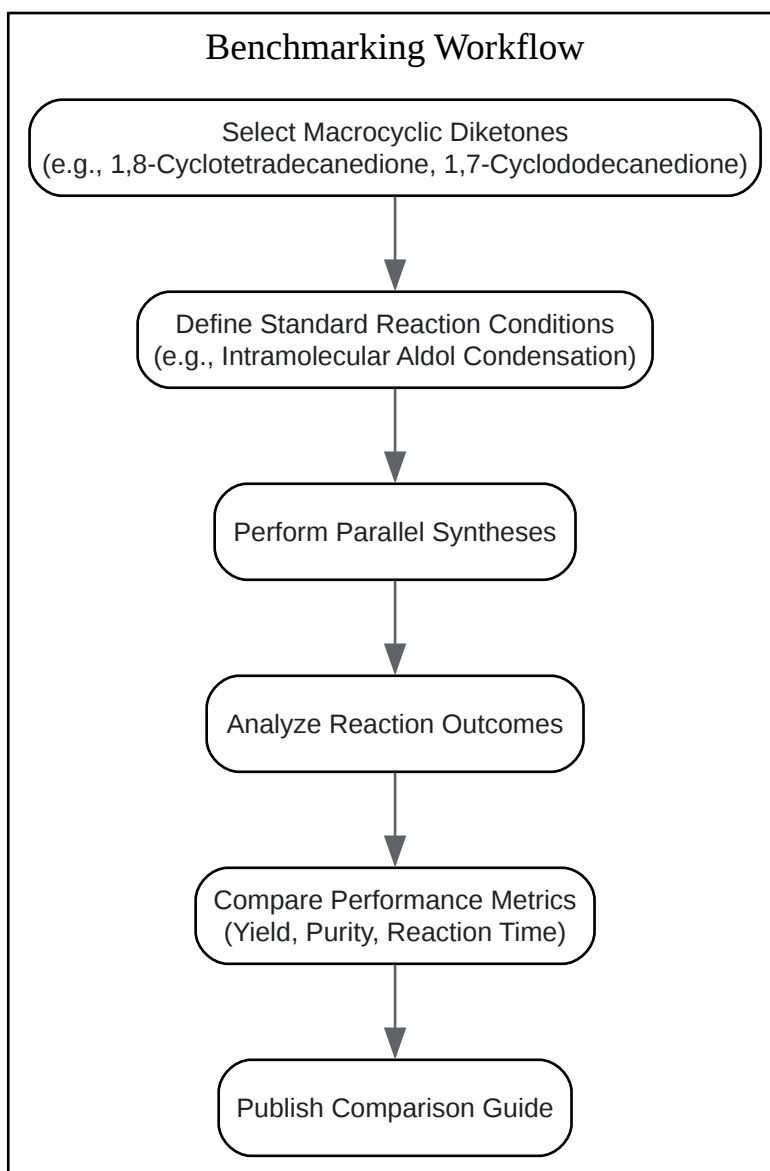 Benchmarking Workflow
Select Macrocyclic Diketones
(e.g., 1,8-Cyclotetradecanedione, 1,7-Cyclododecanedione)
Define Standard Reaction Conditions
(e.g., Intramolecular Aldol Condensation)
Perform Parallel Syntheses
Analyze Reaction Outcomes
Compare Performance Metrics
(Yield, Purity, Reaction Time)
Publish Comparison Guide